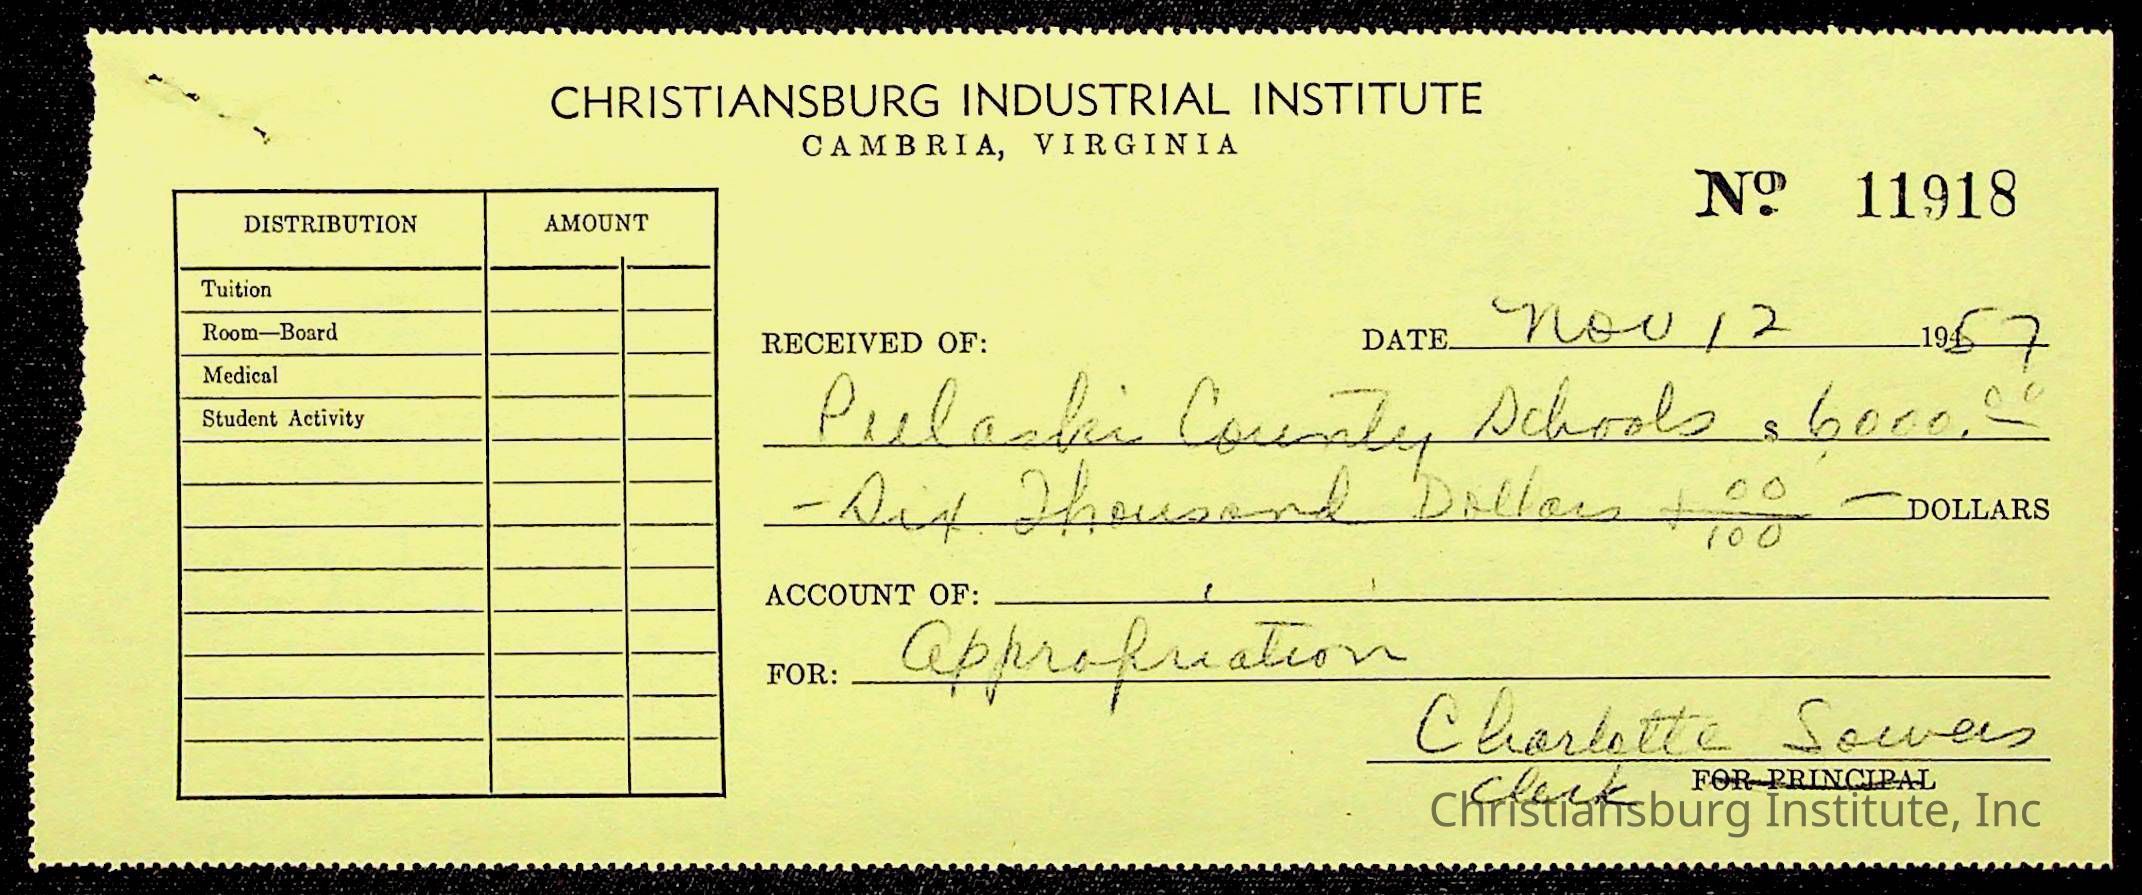 CHRISTIANSBURG INDUSTRIAL INSTITUTE
CAMBRIA, VIRGINIA
Nº 11918
DISTRIBUTION AMOUNT
Tuition
Room—Board
Medical
Student Activity
RECEIVED OF: DATE Nov 12 1957
Pulaski County Schools $ 6000.00
- Six Thousand Dollars + 00/100 — DOLLARS
ACCOUNT OF:
FOR: Appropriation
Charlotte Sowers
Clerk FOR PRINCIPAL
Christiansburg Institute, Inc